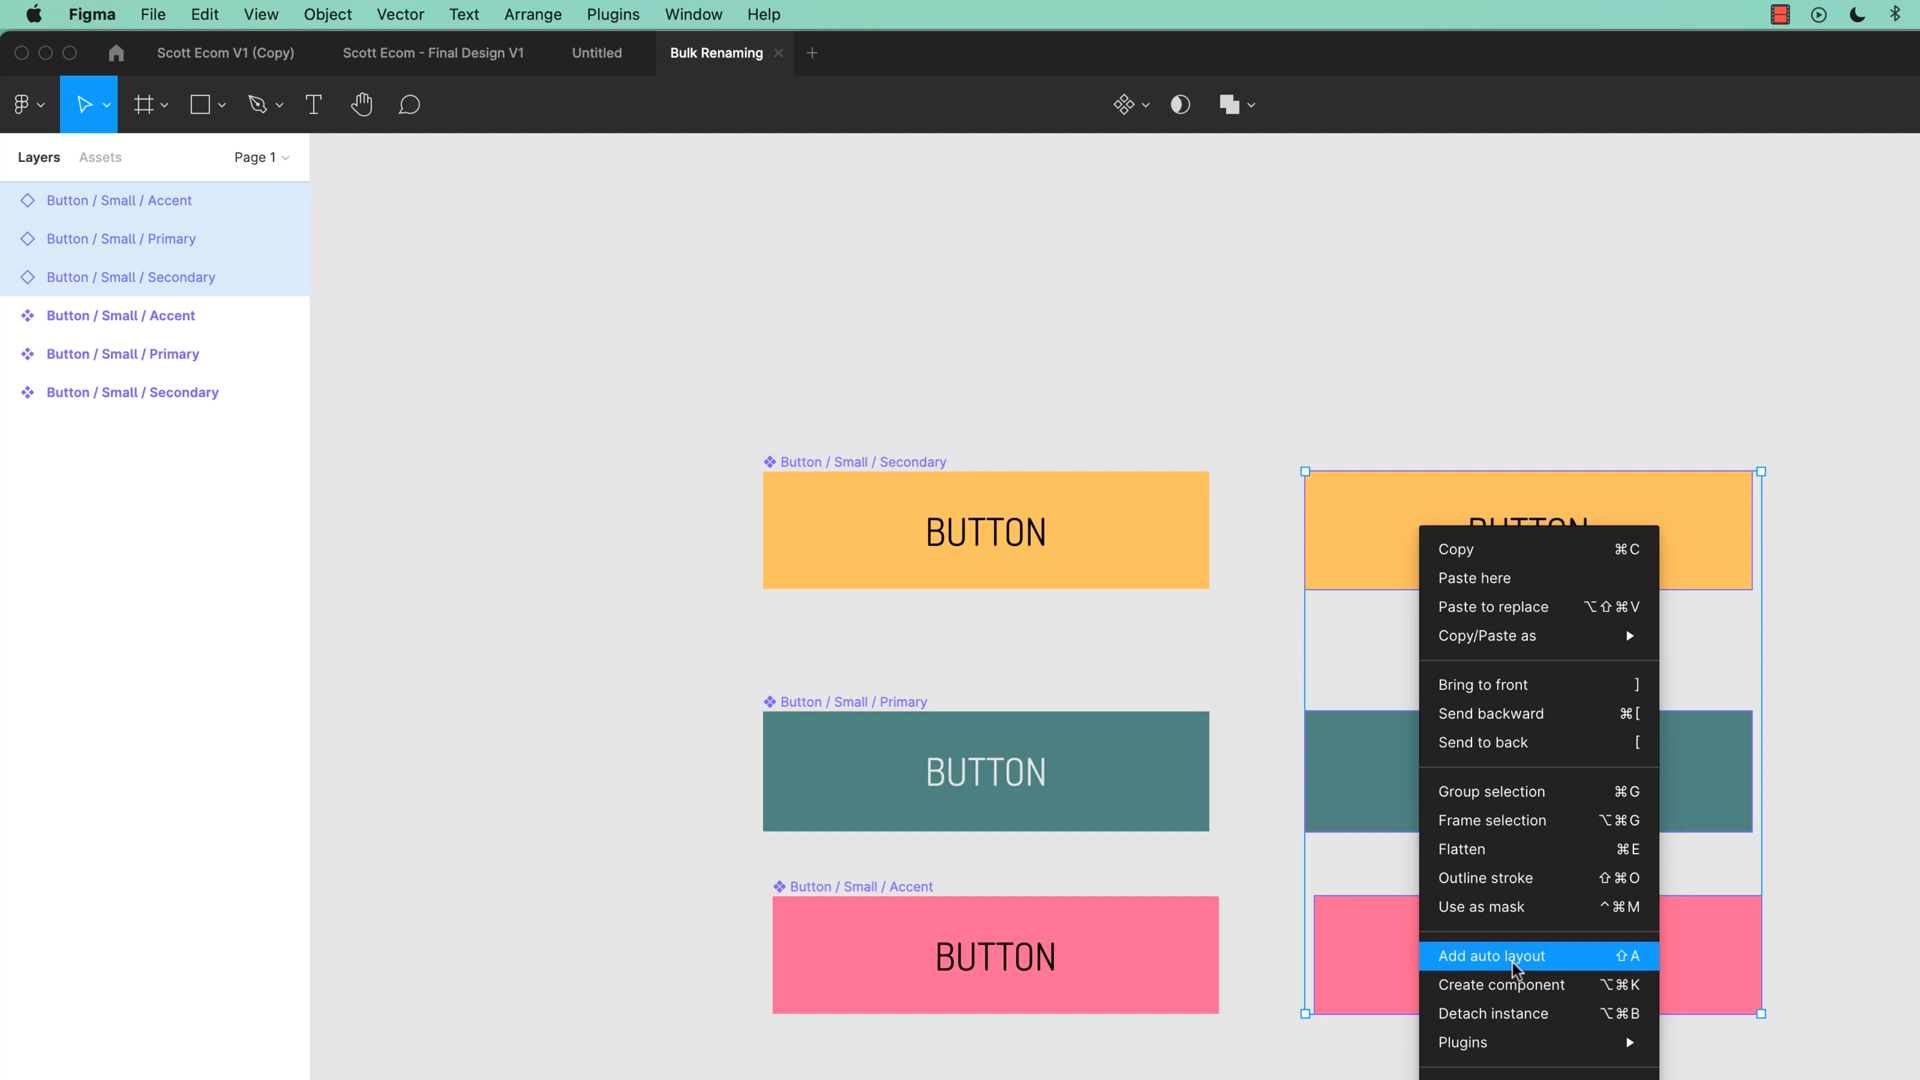 Figma File Edit View Object Vector Text Arrange Plugins Window Help
Scott Ecom V1 (Copy) Scott Ecom - Final Design V1 Untitled Bulk Renaming
Layers Assets Page 1
Button / Small / Accent
Button / Small / Primary
Button / Small / Secondary
Button / Small / Accent
Button / Small / Primary
Button / Small / Secondary
Button / Small / Secondary
BUTTON
Button / Small / Primary
BUTTON
Button / Small / Accent
BUTTON
BUTTON
Copy ⌘C
Paste here
Paste to replace ⌥⇧⌘V
Copy/Paste as
Bring to front ]
Send backward ⌘[
Send to back [
Group selection ⌘G
Frame selection ⌥⌘G
Flatten ⌘E
Outline stroke ⇧⌘O
Use as mask ^⌘M
Add auto layout ⇧A
Create component ⌥⌘K
Detach instance ⌥⌘B
Plugins